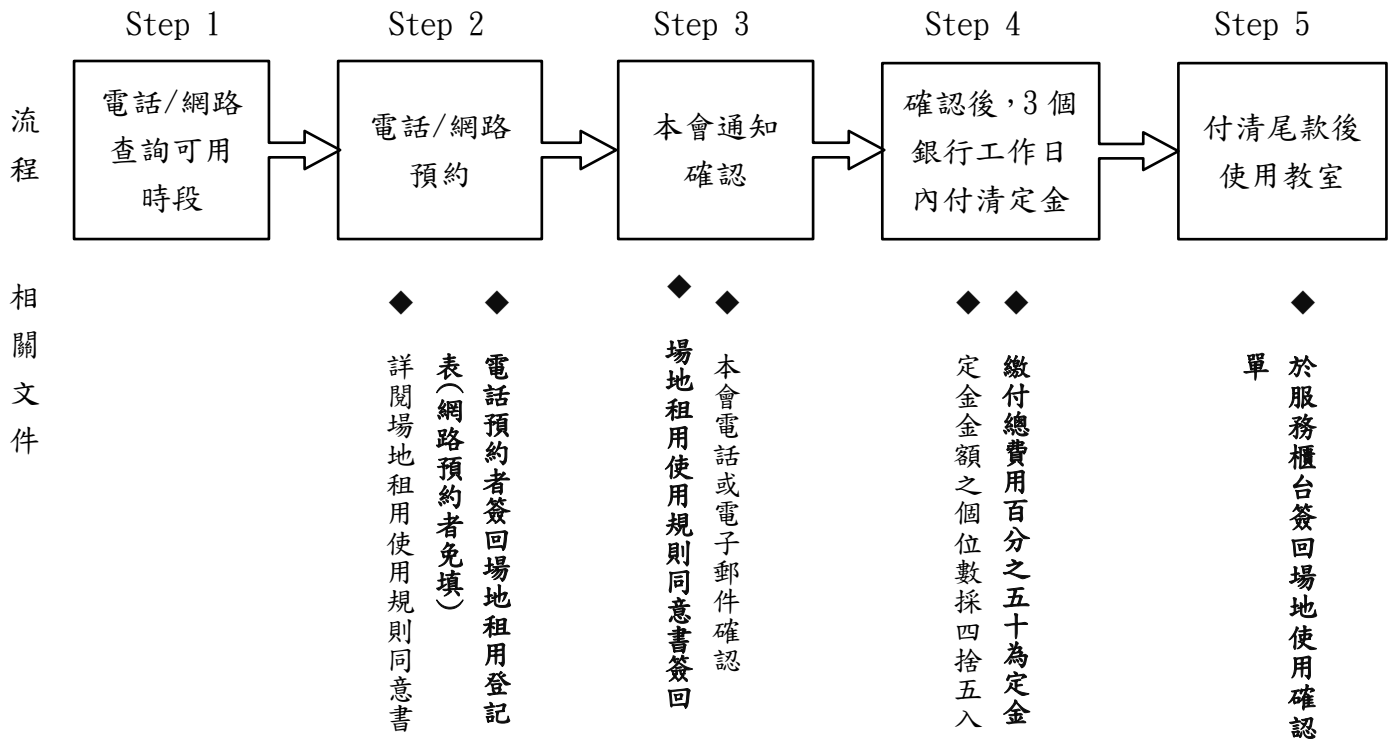 Step 1
Step 2
Step 3
Step 4
Step 5
流程
電話/網路
查詢可用
時段
電話/網路
預約
本會通知
確認
確認後，3 個
銀行工作日
內付清定金
付清尾款後
使用教室
相關文件
◆ 電話預約者簽回場地租用登記
表(網路預約者免填)
◆ 詳閱場地租用使用規則同意書
◆ 本會電話或電子郵件確認
◆ 場地租用使用規則同意書簽回
◆ 繳付總費用百分之五十為定金
◆ 定金金額之個位數採四捨五入
◆ 於服務櫃台簽回場地使用確認
單